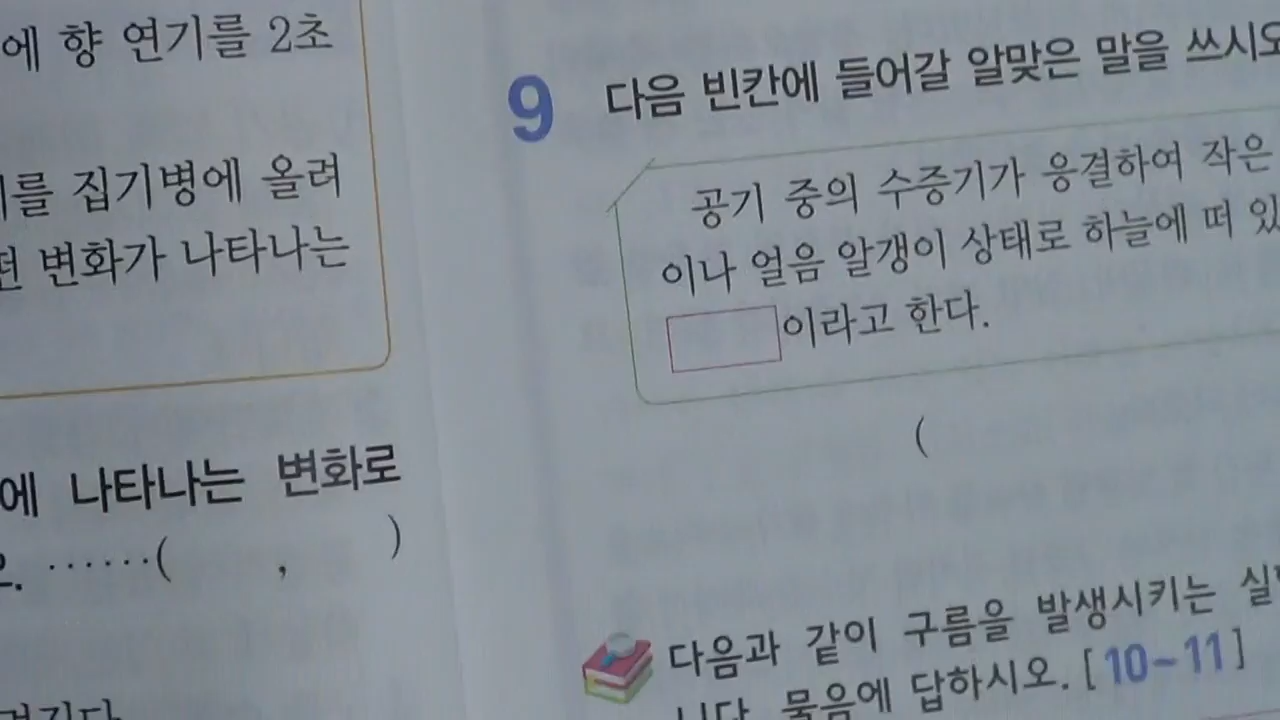 에 향 연기를 2초
를 집기병에 올려
변화가 나타나는
에 나타나는 변화로
······( , )
9 다음 빈칸에 들어갈 알맞은 말을 쓰시오
공기 중의 수증기가 응결하여 작은
이나 얼음 알갱이 상태로 하늘에 떠 있
이라고 한다.
(
다음과 같이 구름을 발생시키는
니다. 물음에 답하시오. [10~11]